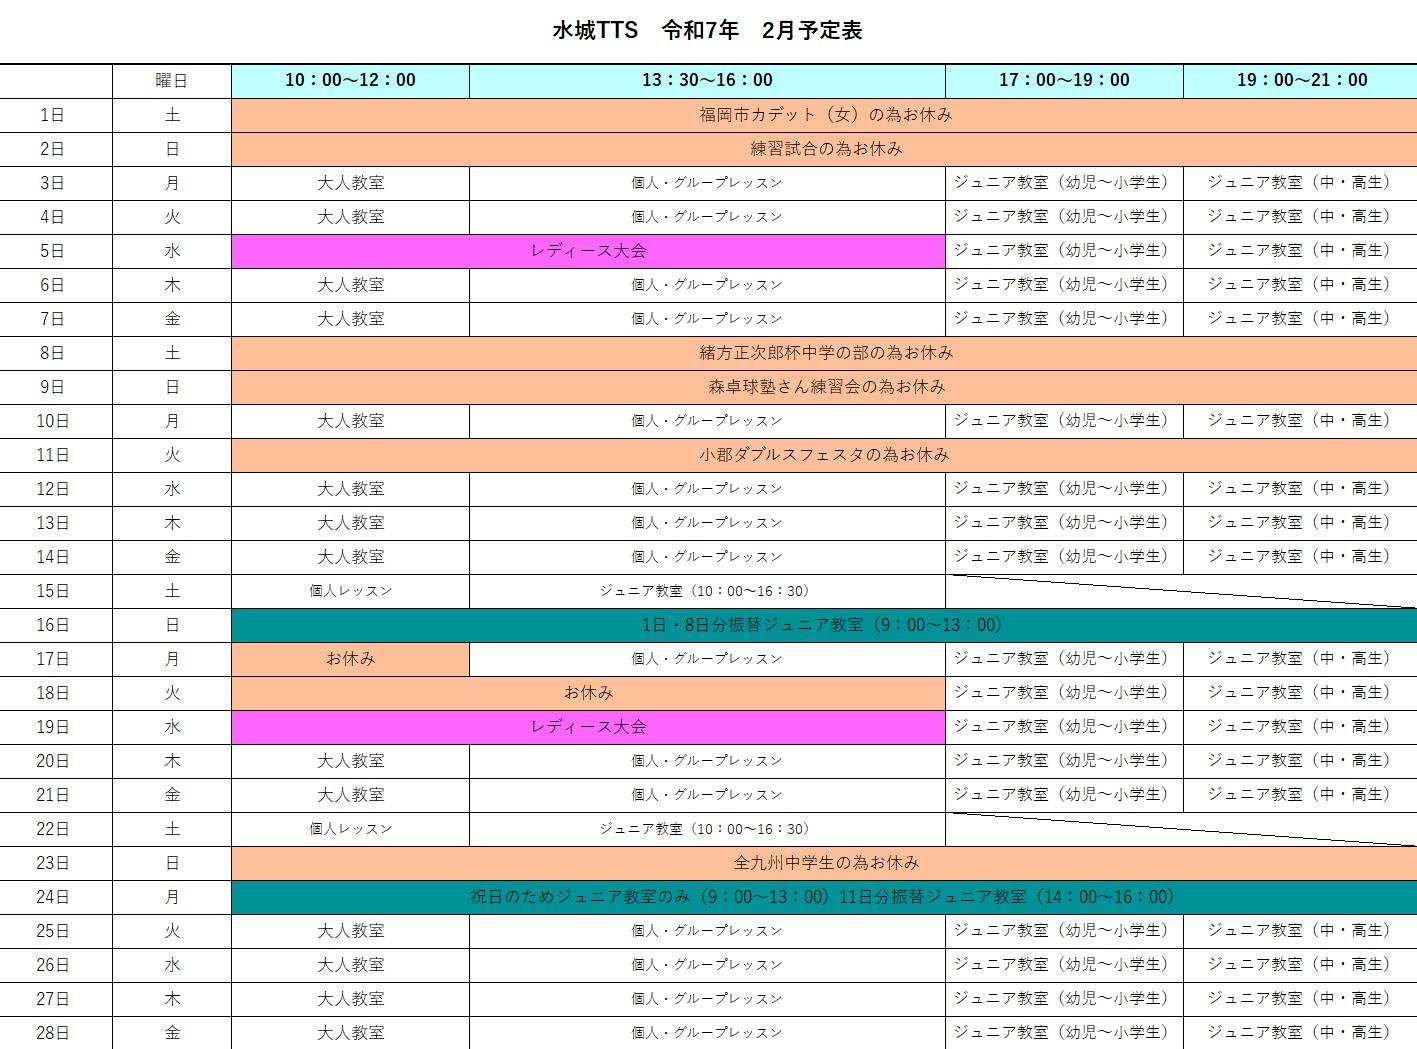 水城TTS　令和7年　2月予定表
曜日 10：00～12：00 13：30～16：00 17：00～19：00 19：00～21：00
1日 土 福岡市カデット（女）の為お休み
2日 日 練習試合の為お休み
3日 月 大人教室 個人・グループレッスン ジュニア教室（幼児～小学生） ジュニア教室（中・高生）
4日 火 大人教室 個人・グループレッスン ジュニア教室（幼児～小学生） ジュニア教室（中・高生）
5日 水 レディース大会 ジュニア教室（幼児～小学生） ジュニア教室（中・高生）
6日 木 大人教室 個人・グループレッスン ジュニア教室（幼児～小学生） ジュニア教室（中・高生）
7日 金 大人教室 個人・グループレッスン ジュニア教室（幼児～小学生） ジュニア教室（中・高生）
8日 土 緒方正次郎杯中学の部の為お休み
9日 日 森卓球塾さん練習会の為お休み
10日 月 大人教室 個人・グループレッスン ジュニア教室（幼児～小学生） ジュニア教室（中・高生）
11日 火 小郡ダブルスフェスタの為お休み
12日 水 大人教室 個人・グループレッスン ジュニア教室（幼児～小学生） ジュニア教室（中・高生）
13日 木 大人教室 個人・グループレッスン ジュニア教室（幼児～小学生） ジュニア教室（中・高生）
14日 金 大人教室 個人・グループレッスン ジュニア教室（幼児～小学生） ジュニア教室（中・高生）
15日 土 個人レッスン ジュニア教室（10：00～16：30）
16日 日 1日・8日分振替ジュニア教室（9：00～13：00）
17日 月 お休み 個人・グループレッスン ジュニア教室（幼児～小学生） ジュニア教室（中・高生）
18日 火 お休み ジュニア教室（幼児～小学生） ジュニア教室（中・高生）
19日 水 レディース大会 ジュニア教室（幼児～小学生） ジュニア教室（中・高生）
20日 木 大人教室 個人・グループレッスン ジュニア教室（幼児～小学生） ジュニア教室（中・高生）
21日 金 大人教室 個人・グループレッスン ジュニア教室（幼児～小学生） ジュニア教室（中・高生）
22日 土 個人レッスン ジュニア教室（10：00～16：30）
23日 日 全九州中学生の為お休み
24日 月 祝日のためジュニア教室のみ（9：00～13：00）11日分振替ジュニア教室（14：00～16：00）
25日 火 大人教室 個人・グループレッスン ジュニア教室（幼児～小学生） ジュニア教室（中・高生）
26日 水 大人教室 個人・グループレッスン ジュニア教室（幼児～小学生） ジュニア教室（中・高生）
27日 木 大人教室 個人・グループレッスン ジュニア教室（幼児～小学生） ジュニア教室（中・高生）
28日 金 大人教室 個人・グループレッスン ジュニア教室（幼児～小学生） ジュニア教室（中・高生）